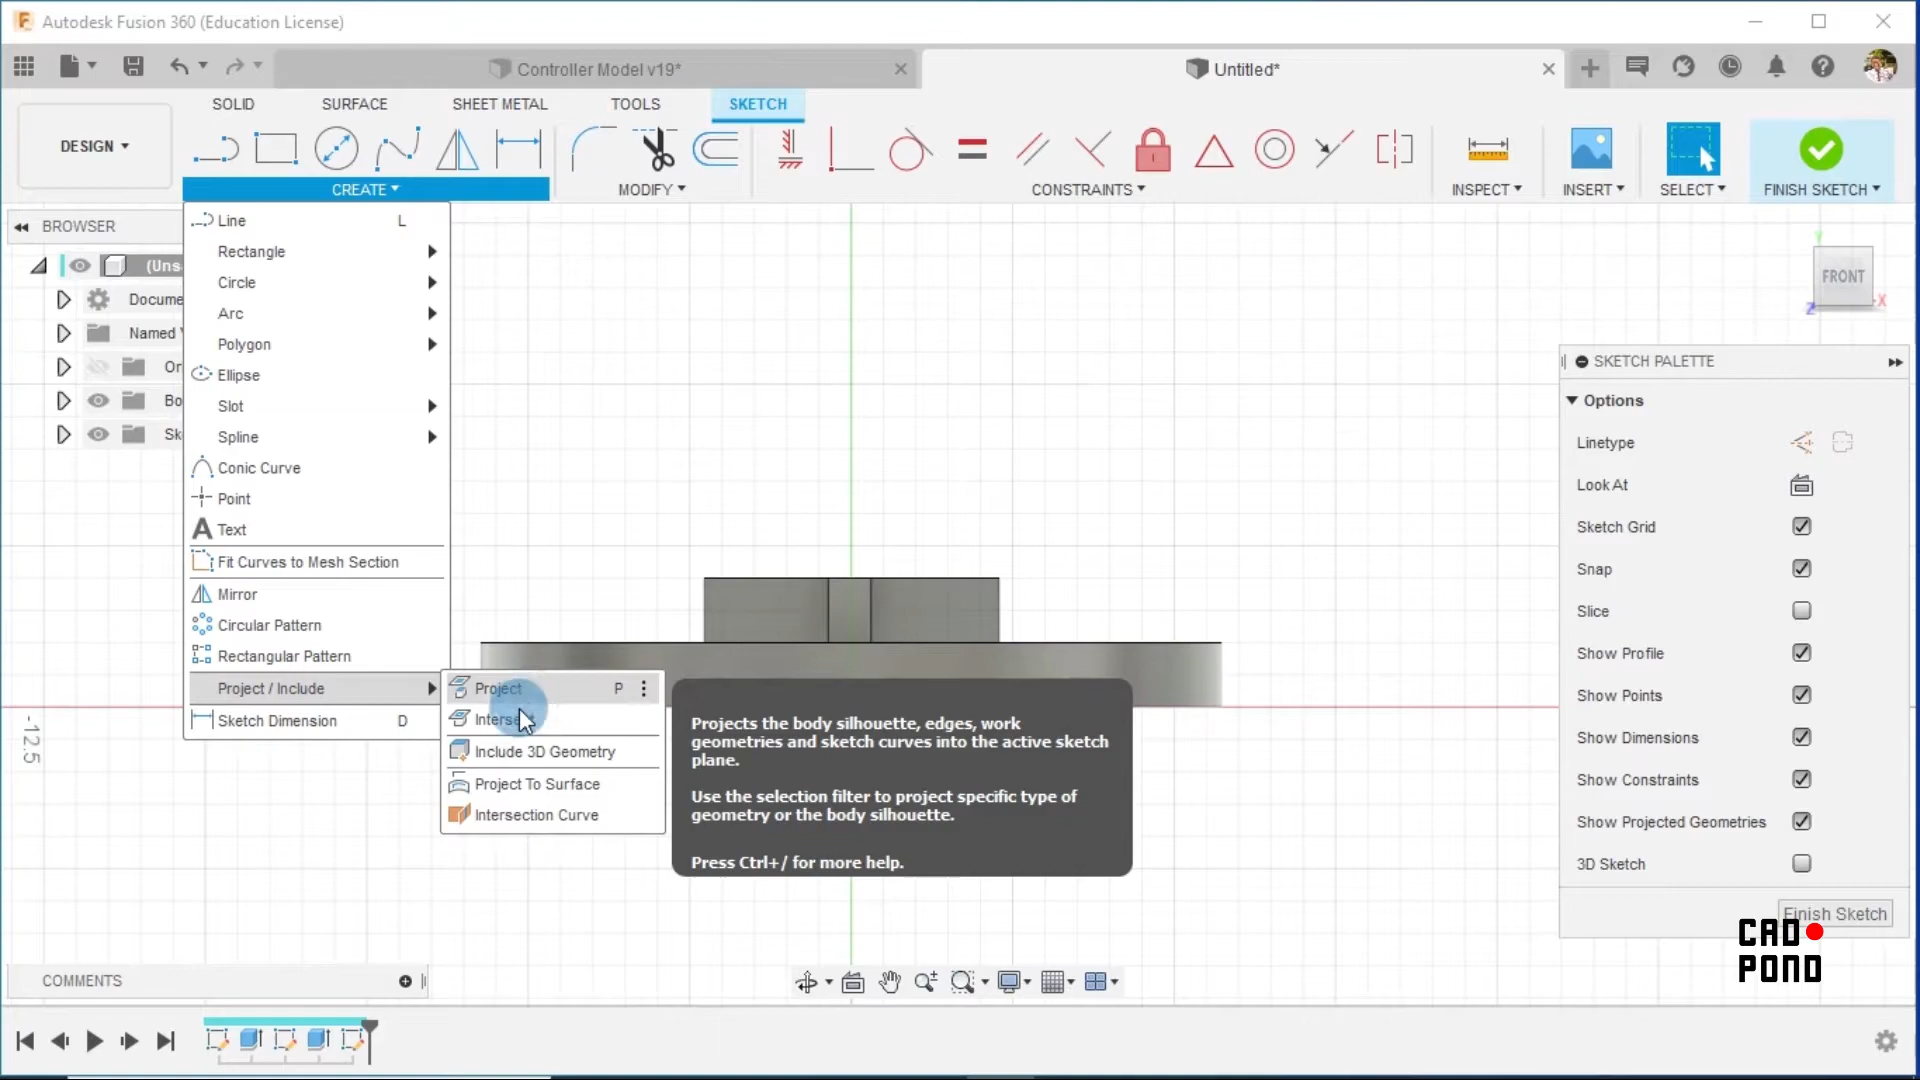 Autodesk Fusion 360 (Education License)
Controller Model v19*
Untitled*
DESIGN
SOLID
SURFACE
SHEET METAL
TOOLS
SKETCH
CREATE
MODIFY
CONSTRAINTS
INSPECT
INSERT
SELECT
FINISH SKETCH
BROWSER
(Uns
Docume
Named V
Or
Bo
Sk
Line L
Rectangle
Circle
Arc
Polygon
Ellipse
Slot
Spline
Conic Curve
Point
A Text
Fit Curves to Mesh Section
Mirror
Circular Pattern
Rectangular Pattern
Project / Include
Sketch Dimension D
Project P
Intersect
Include 3D Geometry
Project To Surface
Intersection Curve
Projects the body silhouette, edges, work
geometries and sketch curves into the active sketch
plane.
Use the selection filter to project specific type of
geometry or the body silhouette.
Press Ctrl+/ for more help.
-12.5
Y
FRONT
X
Z
SKETCH PALETTE
Options
Linetype
Look At
Sketch Grid
Snap
Slice
Show Profile
Show Points
Show Dimensions
Show Constraints
Show Projected Geometries
3D Sketch
Finish Sketch
CAD
POND
COMMENTS